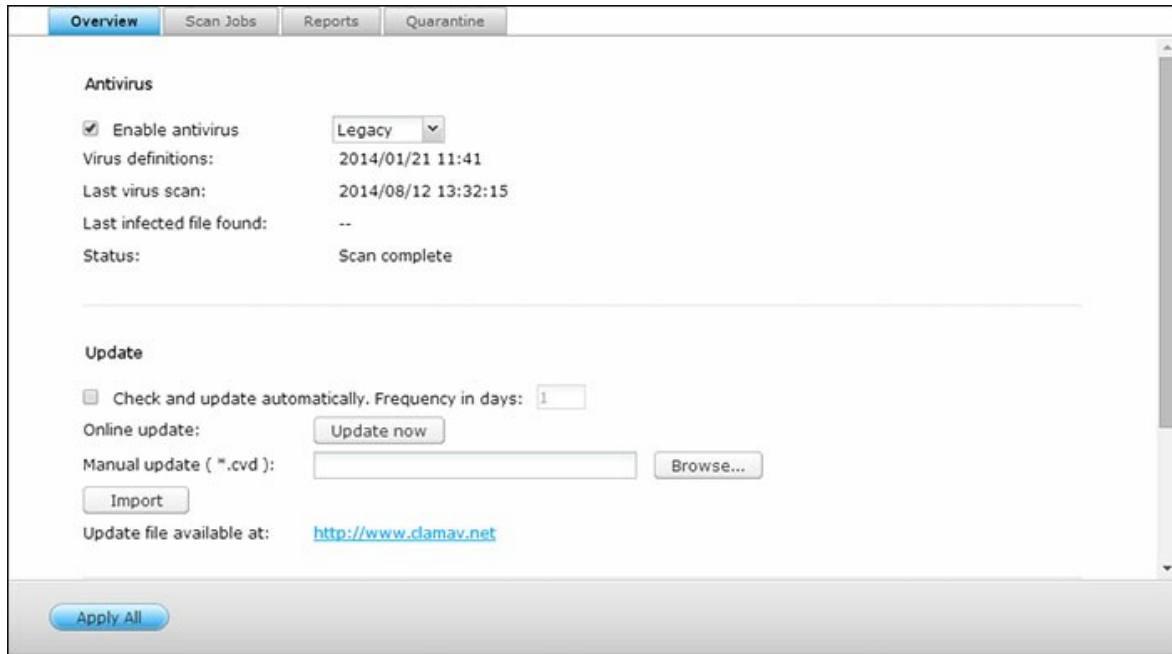 Overview Scan Jobs Reports Quarantine
Antivirus
Enable antivirus Legacy
Virus definitions: 2014/01/21 11:41
Last virus scan: 2014/08/12 13:32:15
Last infected file found: --
Status: Scan complete
Update
Check and update automatically. Frequency in days: 1
Online update: Update now
Manual update ( *.cvd ): Browse...
Import
Update file available at: http://www.clamav.net
Apply All